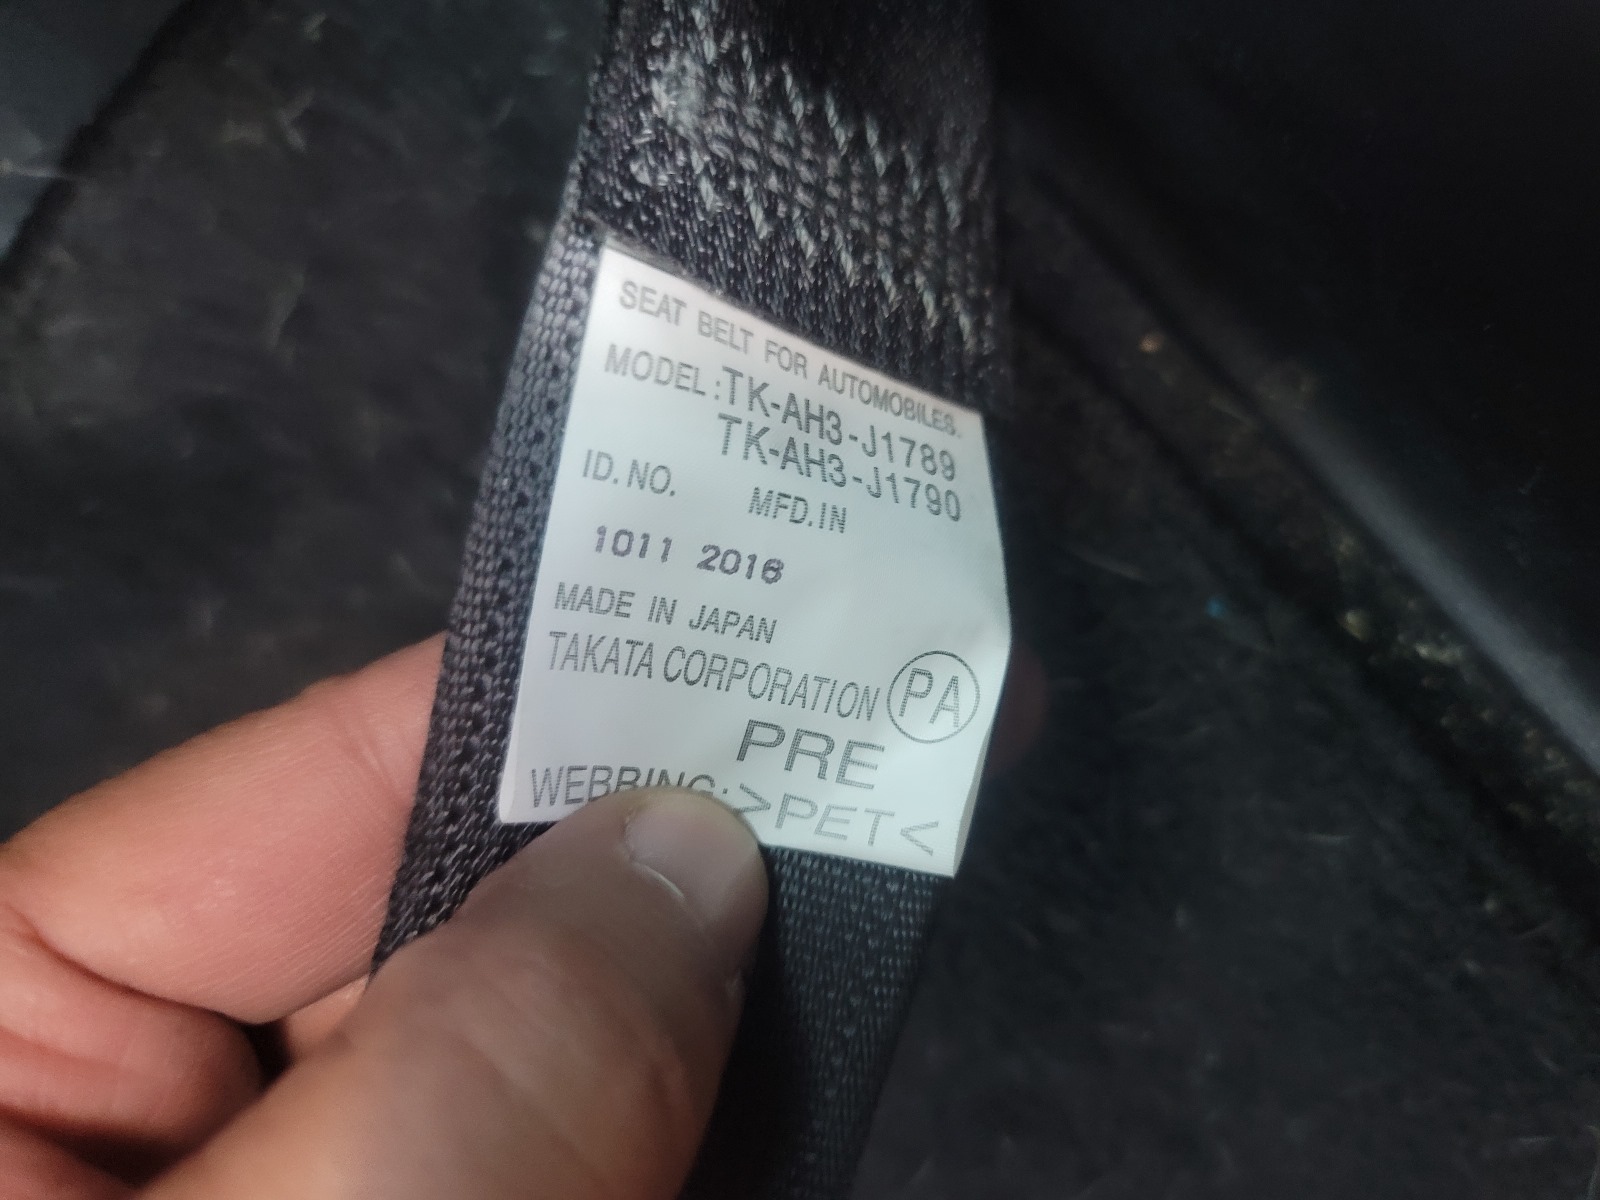 SEAT BELT FOR AUTOMOBILES.
MODEL:TK-AH3-J1789
TK-AH3-J1790
ID.NO. MFD.IN
1011 2016
MADE IN JAPAN
TAKATA CORPORATION PA
PRE
WEBBING:>PET<